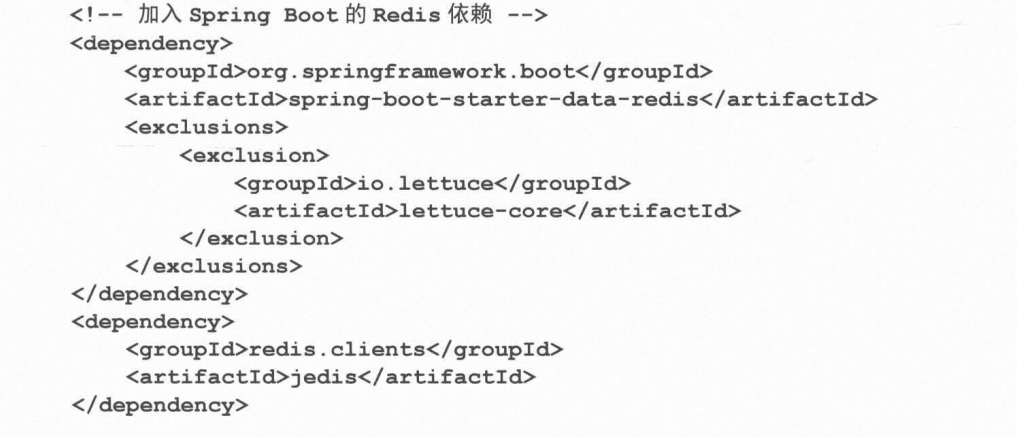 <!-- 加入 Spring Boot 的 Redis 依赖 -->
<dependency>
    <groupId>org.springframework.boot</groupId>
    <artifactId>spring-boot-starter-data-redis</artifactId>
    <exclusions>
        <exclusion>
            <groupId>io.lettuce</groupId>
            <artifactId>lettuce-core</artifactId>
        </exclusion>
    </exclusions>
</dependency>
<dependency>
    <groupId>redis.clients</groupId>
    <artifactId>jedis</artifactId>
</dependency>